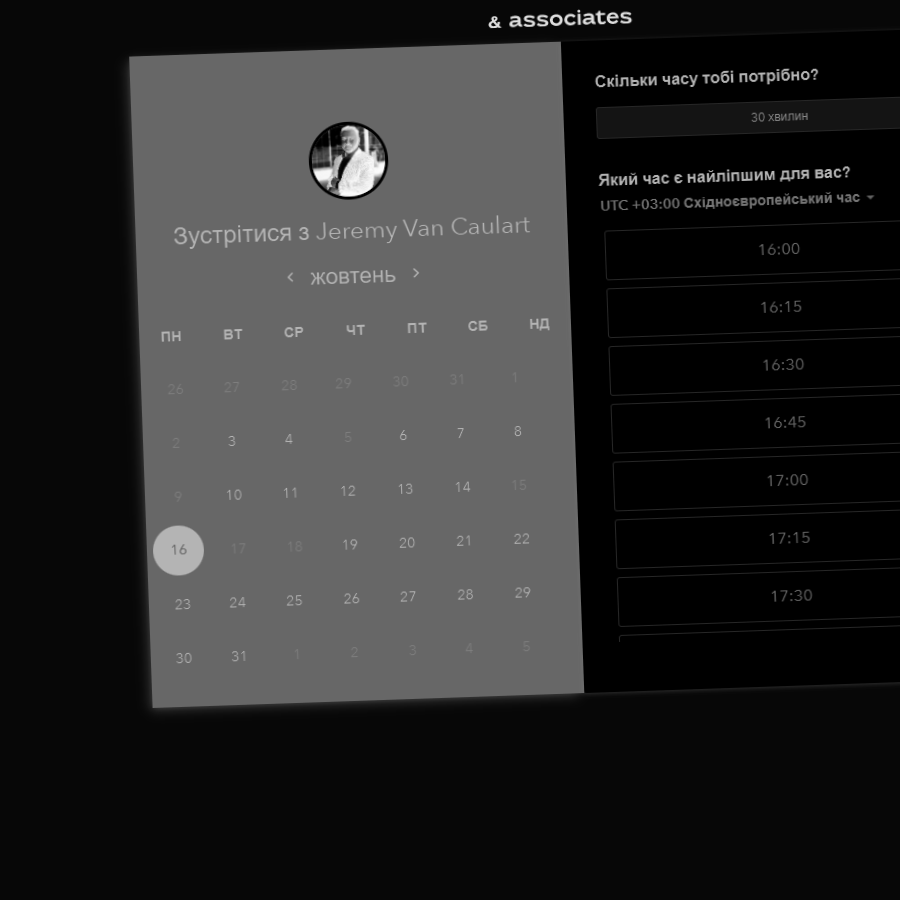 & associates
Зустрітися з Jeremy Van Caulart
жовтень
ПН ВТ СР ЧТ ПТ СБ НД
26 27 28 29 30 31 1
2 3 4 5 6 7 8
9 10 11 12 13 14 15
16 17 18 19 20 21 22
23 24 25 26 27 28 29
30 31 1 2 3 4 5
Скільки часу тобі потрібно?
30 хвилин
Який час є найліпшим для вас?
UTC +03:00 Східноєвропейський час
16:00
16:15
16:30
16:45
17:00
17:15
17:30